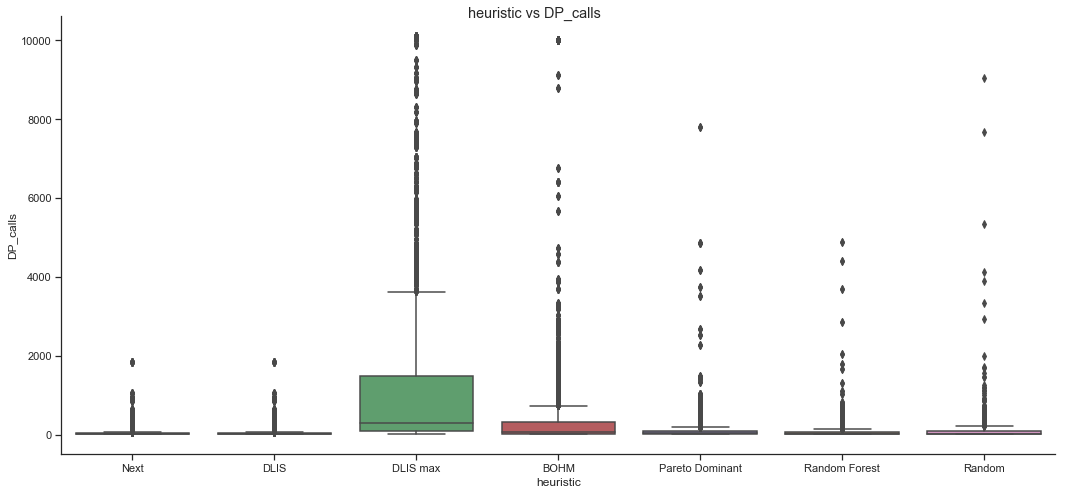 heuristic vs DP_calls
10000
8000
6000
4000
2000
0
DP_calls
Next DLIS DLIS max BOHM Pareto Dominant Random Forest Random
heuristic